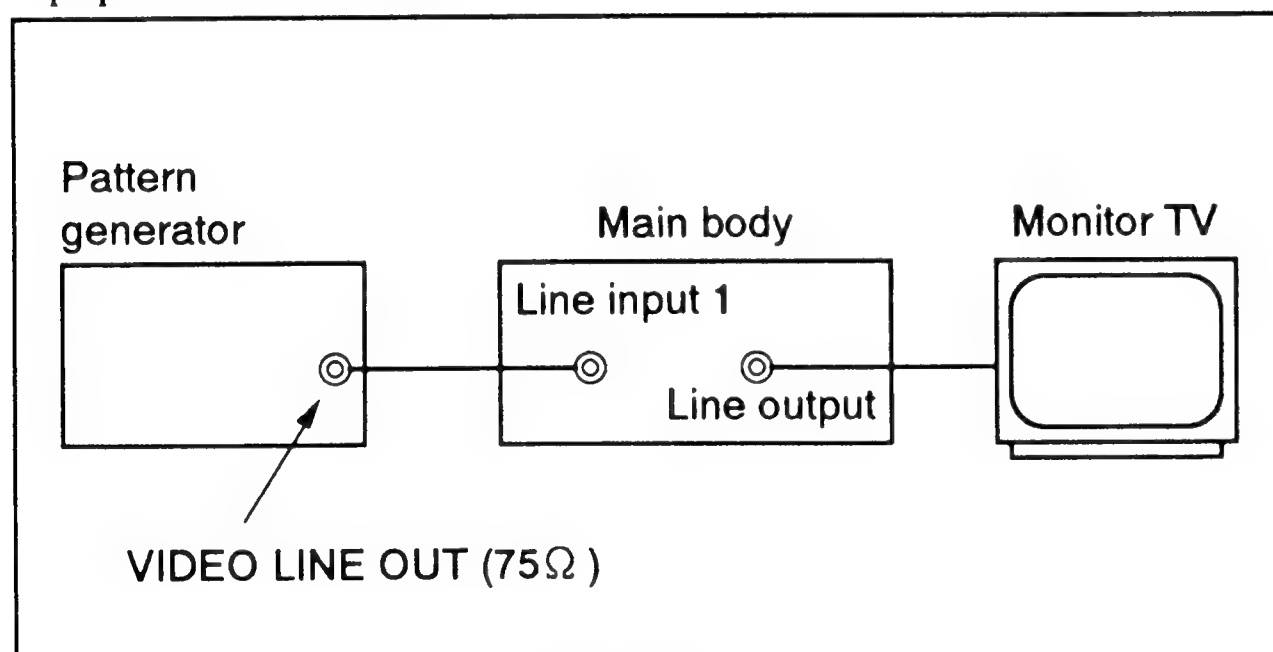 Pattern
generator
Main body
Monitor TV
Line input 1
Line output
VIDEO LINE OUT (75Ω )